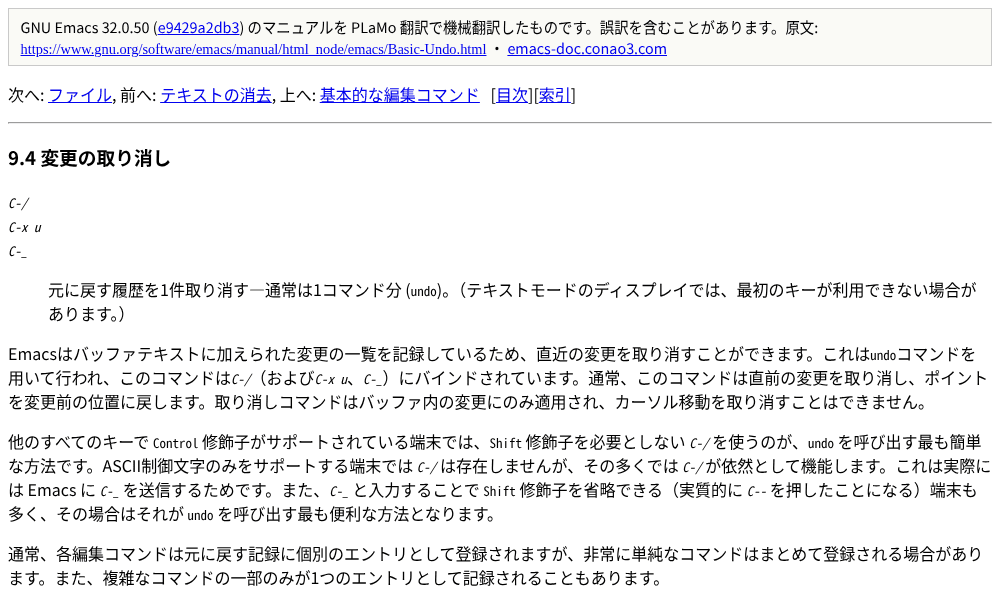 GNU Emacs 32.0.50 (e9429a2db3) のマニュアルを PLaMo 翻訳で機械翻訳したものです。誤訳を含むことがあります。原文:
https://www.gnu.org/software/emacs/manual/html_node/emacs/Basic-Undo.html ・ emacs-doc.conao3.com
次へ: ファイル, 前へ: テキストの消去, 上へ: 基本的な編集コマンド [目次][索引]
9.4 変更の取り消し
C-/
C-x u
C-_
元に戻す履歴を1件取り消す—通常は1コマンド分 (undo)。（テキストモードのディスプレイでは、最初のキーが利用できない場合が
あります。）
Emacsはバッファテキストに加えられた変更の一覧を記録しているため、直近の変更を取り消すことができます。これはundoコマンドを
用いて行われ、このコマンドはC-/（およびC-x u、C-_）にバインドされています。通常、このコマンドは直前の変更を取り消し、ポイント
を変更前の位置に戻します。取り消しコマンドはバッファ内の変更にのみ適用され、カーソル移動を取り消すことはできません。
他のすべてのキーで Control 修飾子がサポートされている端末では、Shift 修飾子を必要としない C-/ を使うのが、undo を呼び出す最も簡単
な方法です。ASCII制御文字のみをサポートする端末では C-/ は存在しませんが、その多くでは C-/ が依然として機能します。これは実際に
は Emacs に C-_ を送信するためです。また、C-_ と入力することで Shift 修飾子を省略できる（実質的に C-- を押したことになる）端末も
多く、その場合はそれが undo を呼び出す最も便利な方法となります。
通常、各編集コマンドは元に戻す記録に個別のエントリとして登録されますが、非常に単純なコマンドはまとめて登録される場合があり
ます。また、複雑なコマンドの一部のみが1つのエントリとして記録されることもあります。